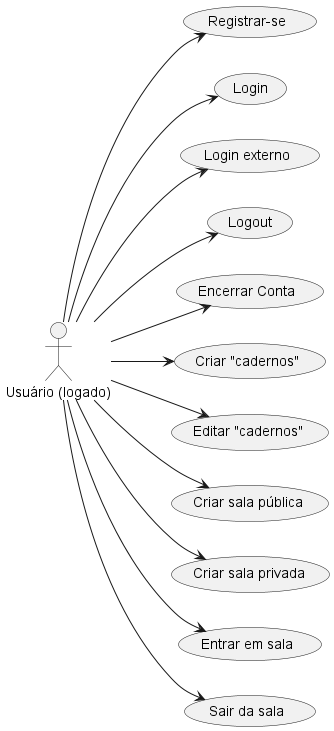 Registrar-se
Login
Login externo
Logout
Encerrar Conta
Criar "cadernos"
Usuário (logado)
Editar "cadernos"
Criar sala pública
Criar sala privada
Entrar em sala
Sair da sala